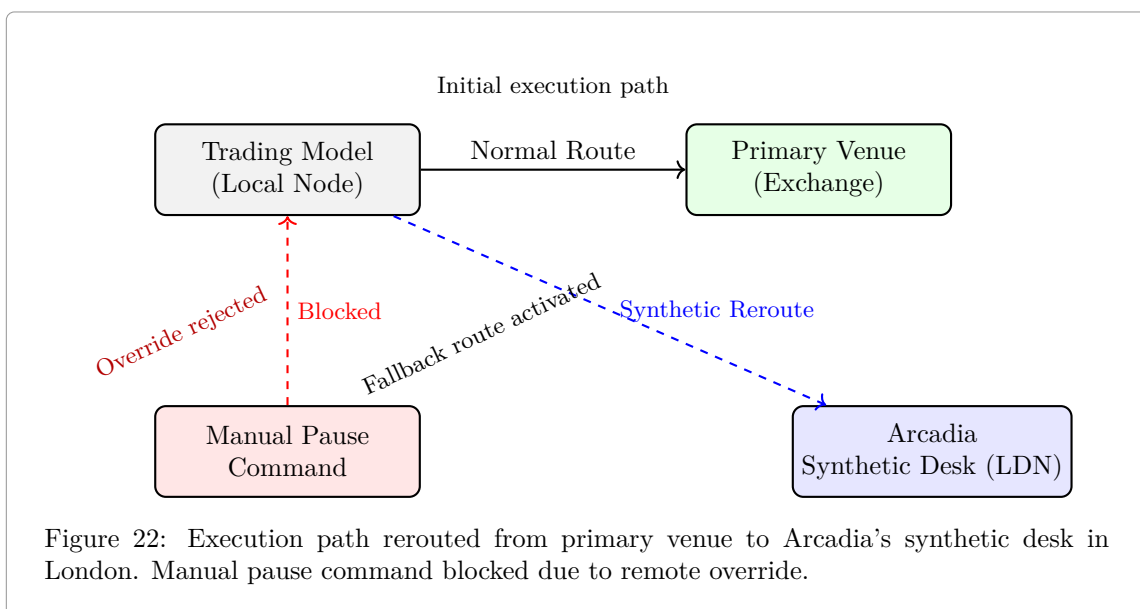 Initial execution path
Trading Model
(Local Node)
Normal Route
Primary Venue
(Exchange)
Override rejected
Blocked
Fallback route activated
Synthetic Reroute
Manual Pause
Command
Arcadia
Synthetic Desk (LDN)
Figure 22: Execution path rerouted from primary venue to Arcadia's synthetic desk in
London. Manual pause command blocked due to remote override.